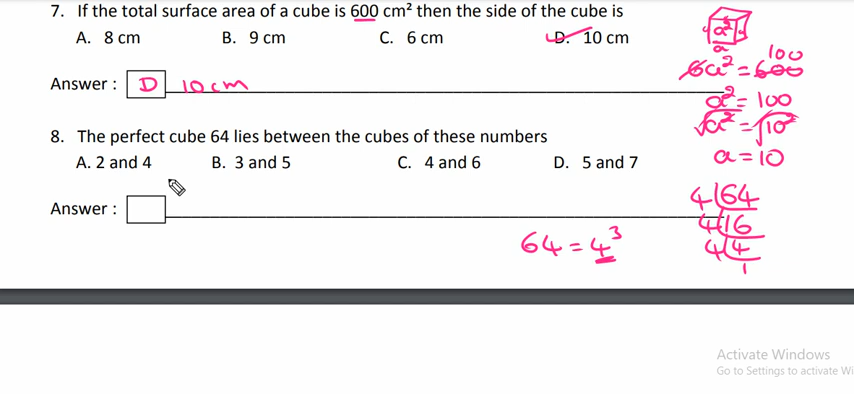 7. If the total surface area of a cube is 600 cm² then the side of the cube is
A. 8 cm B. 9 cm C. 6 cm D. 10 cm
Answer : D 10cm
a²
a
100
6a² = 600
a² = 100
√a² = √10²
a = 10
8. The perfect cube 64 lies between the cubes of these numbers
A. 2 and 4 B. 3 and 5 C. 4 and 6 D. 5 and 7
Answer :
64 = 4³
4 64
4 16
4 4
1
Activate Windows
Go to Settings to activate Wi